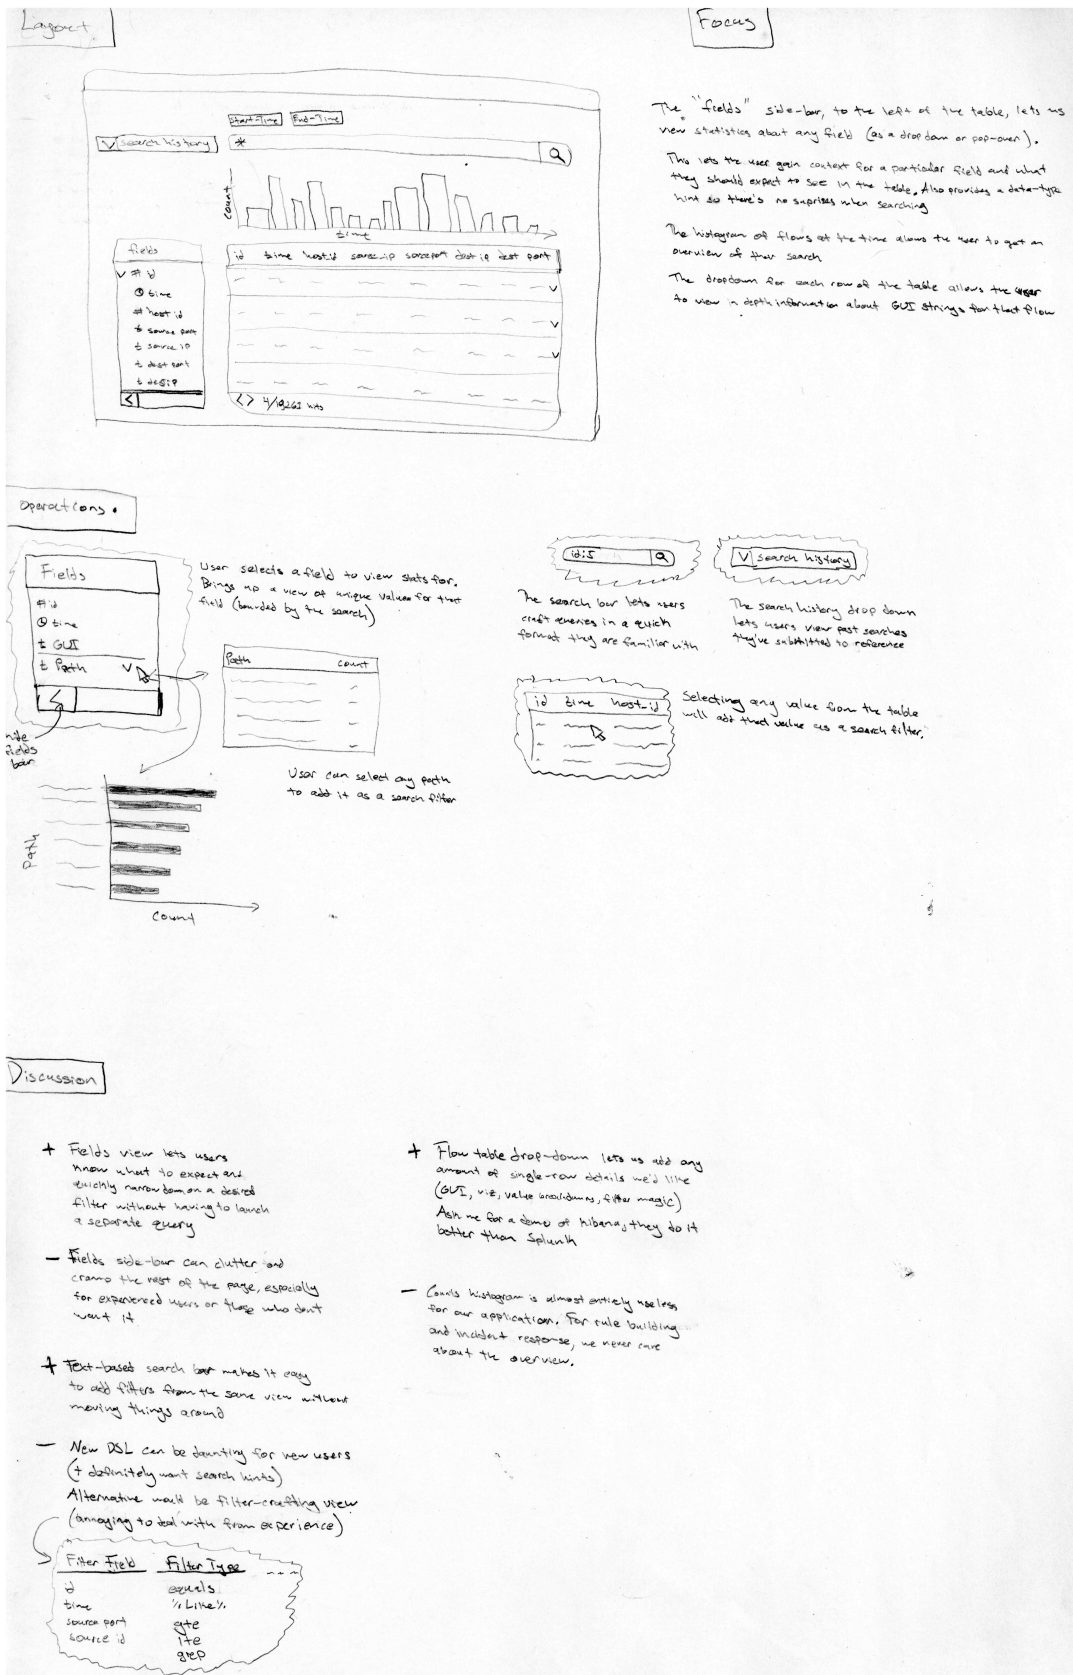 Layout
Start-Time End-Time
V search history
*
count
time
fields
# id
time
# host id
t source port
t source ip
t dest port
t destip
<
id time hostid source_ip sourceport dest ip dest port
< > 4/19,261 hits
Focus
The "fields" side-bar, to the left of the table, lets us
view statistics about any field (as a drop down or pop-over).
This lets the user gain context for a particular field and what
they should expect to see in the table. Also provides a data-type
hint so there's no suprises when searching
The histogram of flows at the time allows the user to get an
overview of their search
The dropdown for each row of the table allows the user
to view in depth information about GUI strings for that flow
Operations.
Fields
# id
time
t GUI
t Path
<
hide
fields
bar
User selects a field to view stats for.
Brings up a view of unique values for that
field (bounded by the search)
Path count
User can select any path
to add it as a search filter
Path
Count
id:5
The search bar lets users
craft queries in a quick
format they are familiar with
V search history
The search history drop down
lets users view past searches
they've submitted to reference
id time host_id
Selecting any value from the table
will add that value as a search filter.
Discussion
+ Fields view lets users
know what to expect and
quickly narrow down on a desired
filter without having to launch
a separate query
- Fields side-bar can clutter and
cramp the rest of the page, especially
for experienced users or those who don't
want it
+ Text-based search bar makes it easy
to add filters from the same view without
moving things around
- New DSL can be daunting for new users
(+ definitely want search hints)
Alternative would be filter-crafting view
(annoying to deal with from experience)
Filter Field Filter Type ---
id equals
time %Like%
source port gte
source id lte
grep
+ Flow table drop-down lets us add any
amount of single-row details we'd like
(GUI, viz, value breakdowns, filter magic)
Ask me for a demo of kibana, they do it
better than Splunk
- Counts histogram is almost entirely useless
for our application. For rule building
and incident response, we never care
about the overview.